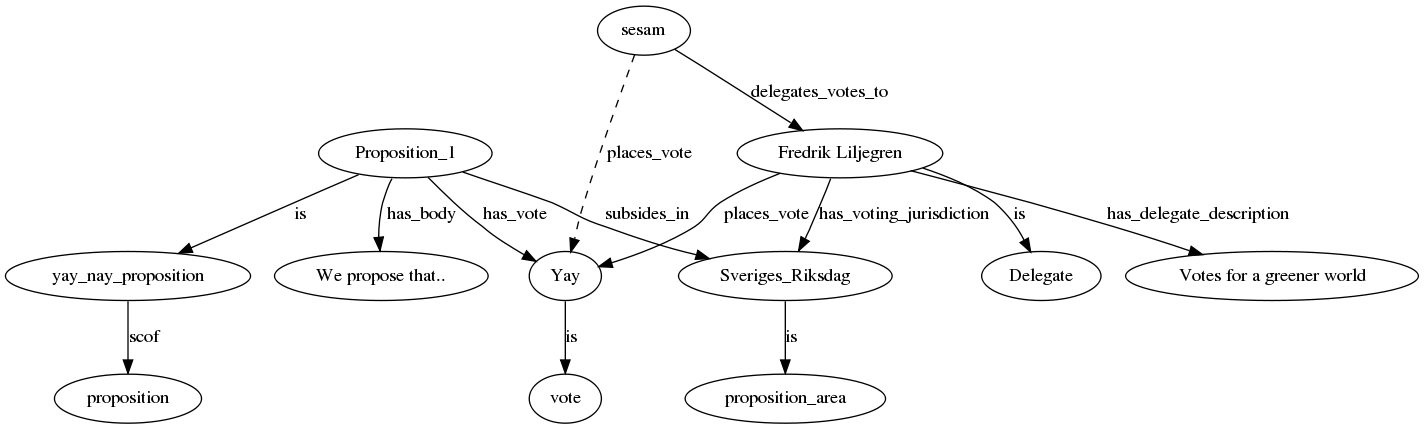 sesam
delegates_votes_to
Proposition_1
places_vote
Fredrik Liljegren
is
has_body
has_vote
subsides_in
places_vote
has_voting_jurisdiction
is
has_delegate_description
yay_nay_proposition
We propose that..
Yay
Sveriges_Riksdag
Delegate
Votes for a greener world
scof
is
is
proposition
vote
proposition_area